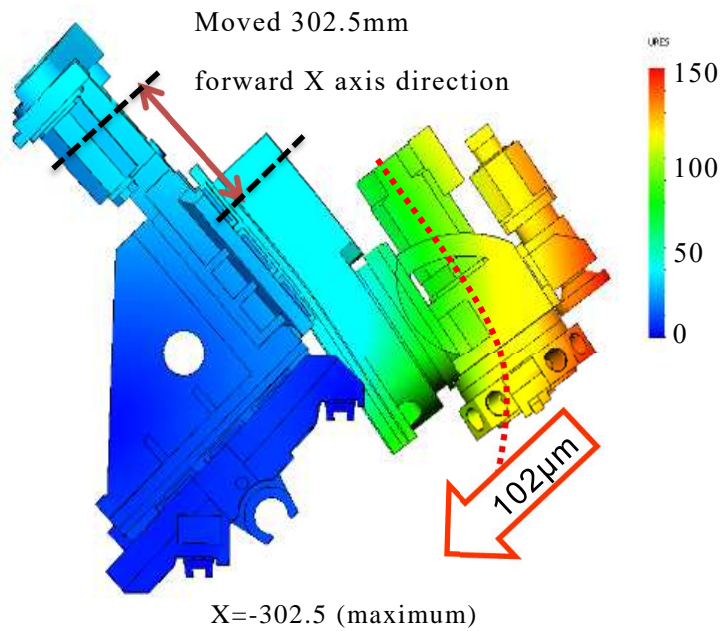 Moved 302.5mm
forward X axis direction
URES
150
100
50
0
102μm
X=-302.5 (maximum)